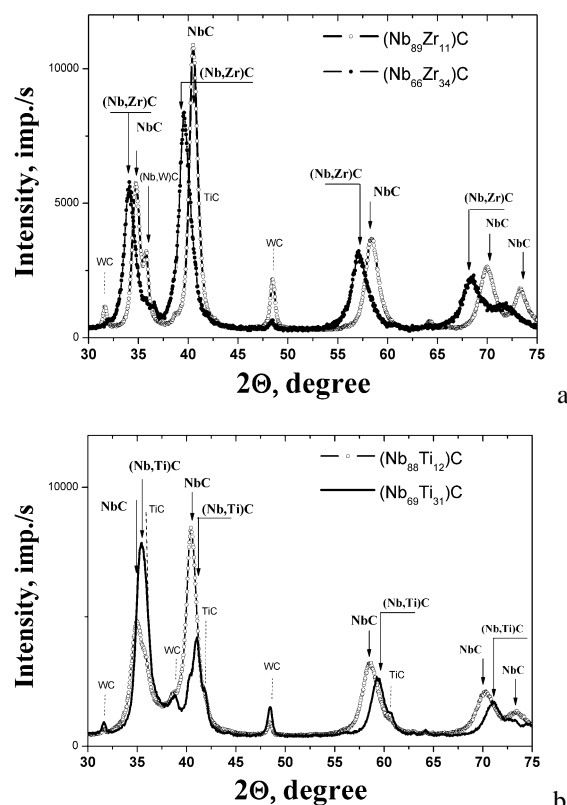 NbC
(Nb₈₉Zr₁₁)C
(Nb,Zr)C
(Nb₆₆Zr₃₄)C
(Nb,Zr)C
NbC
(Nb,W)C
TiC
(Nb,Zr)C
NbC
(Nb,Zr)C
NbC
NbC
WC
WC
10000
5000
0
Intensity, imp./s
30 35 40 45 50 55 60 65 70 75
2Θ, degree
a
(Nb,Ti)C
NbC
(Nb₈₈Ti₁₂)C
NbC
TiC
(Nb,Ti)C
(Nb₆₉Ti₃₁)C
TiC
WC
WC
WC
NbC
(Nb,Ti)C
TiC
(Nb,Ti)C
NbC
NbC
10000
5000
0
Intensity, imp./s
30 35 40 45 50 55 60 65 70 75
2Θ, degree
b